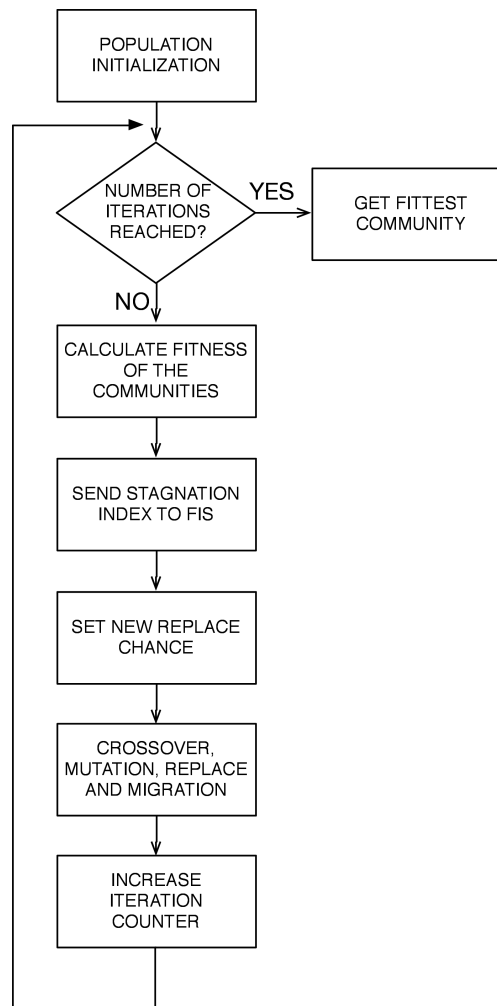 POPULATION
INITIALIZATION
NUMBER OF
ITERATIONS
REACHED?
YES
GET FITTEST
COMMUNITY
NO
CALCULATE FITNESS
OF THE
COMMUNITIES
SEND STAGNATION
INDEX TO FIS
SET NEW REPLACE
CHANCE
CROSSOVER,
MUTATION, REPLACE
AND MIGRATION
INCREASE
ITERATION
COUNTER